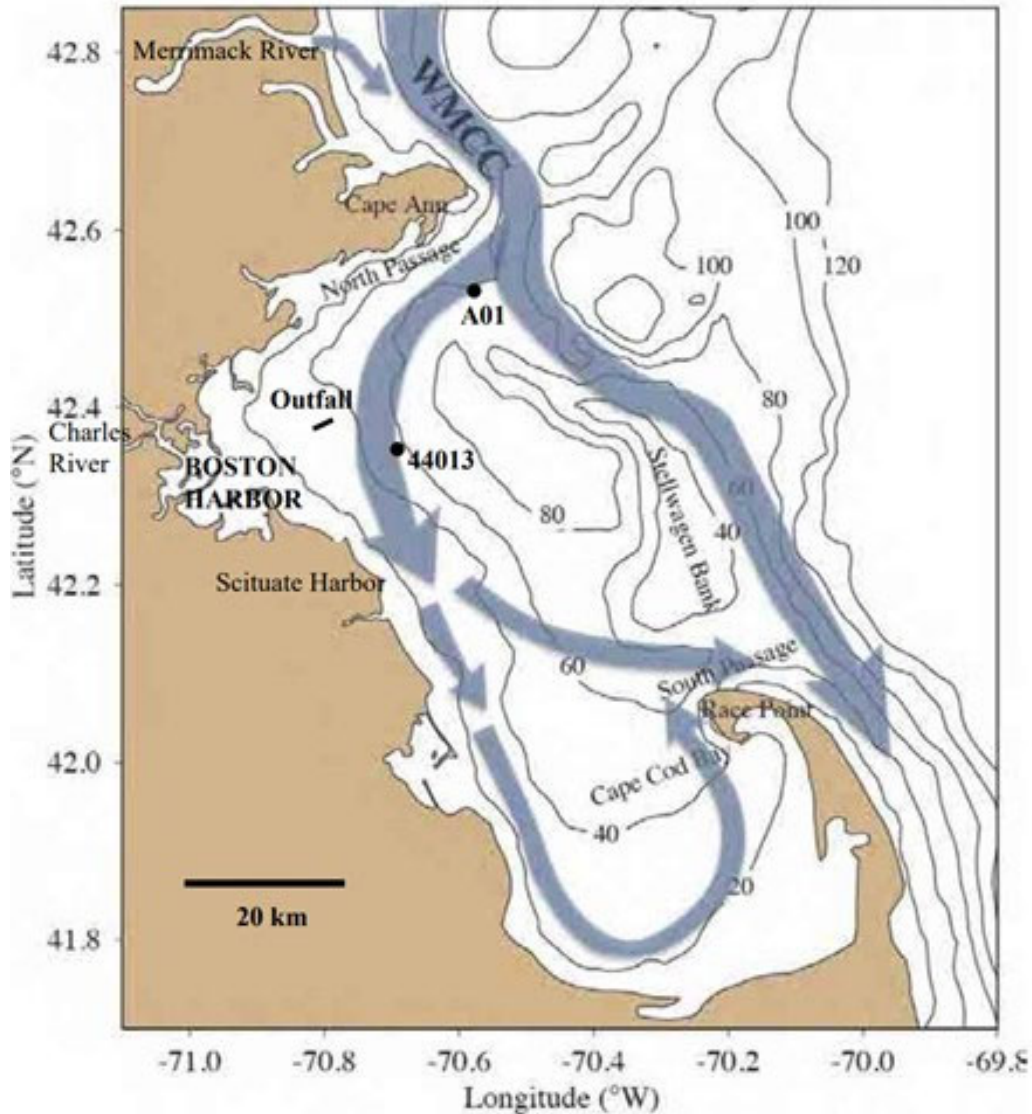 42.8
Merrimack River
WMCC
42.6
Cape Ann
100
100
120
North Passage
A01
42.4
Outfall
80
Charles
River
44013
BOSTON
HARBOR
Stellwagen Bank
60
80
40
42.2
Scituate Harbor
60
South Passage
Race Point
42.0
Cape Cod Bay
40
20
20 km
41.8
-71.0
-70.8
-70.6
-70.4
-70.2
-70.0
-69.8
Latitude (°N)
Longitude (°W)